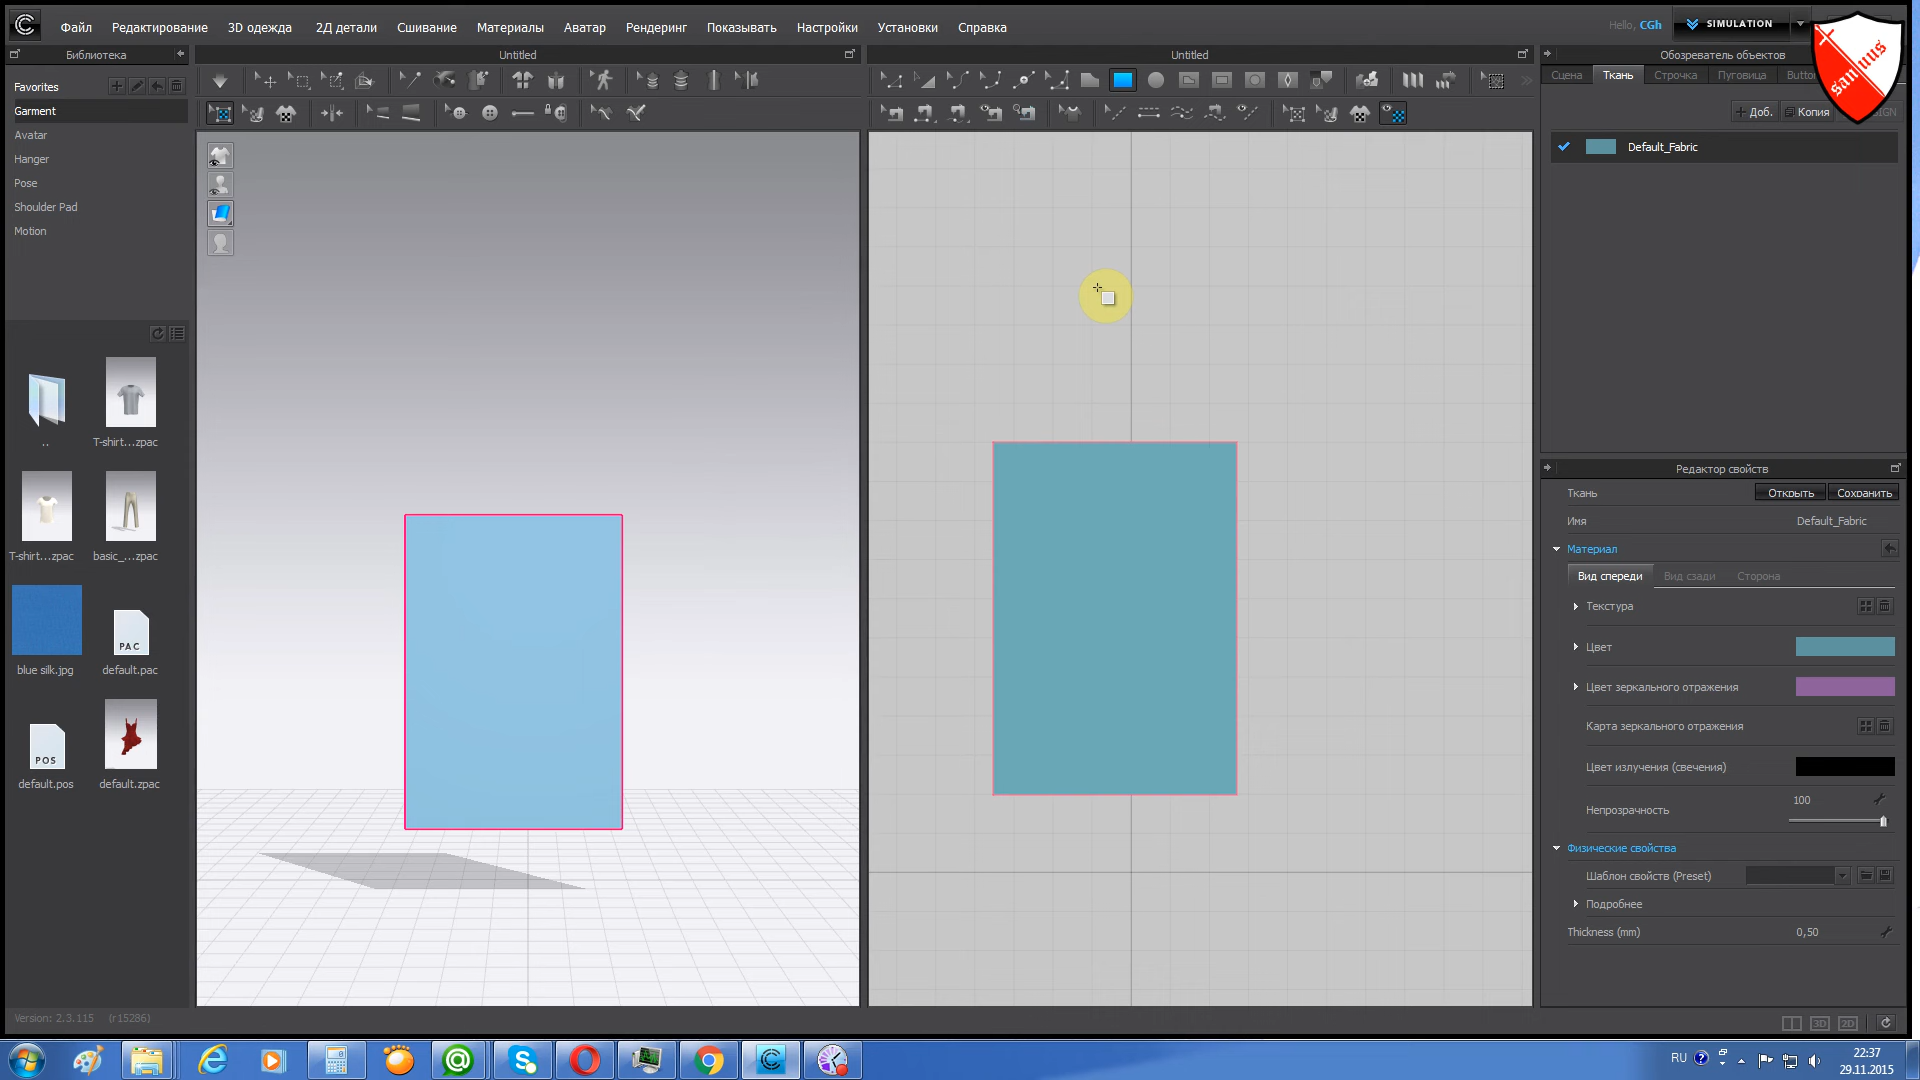 Файл Редактирование 3D одежда 2Д детали Сшивание Материалы Аватар Рендеринг Показывать Настройки Установки Справка
Hello, CGh SIMULATION
Sanluus
Библиотека
Untitled
Untitled
Обозреватель объектов
Сцена Ткань Строчка Пуговица Button
Доб. Копия
Default_Fabric
Favorites
Garment
Avatar
Hanger
Pose
Shoulder Pad
Motion
..
T-shirt...zpac
T-shirt...zpac
basic_...zpac
blue silk.jpg
PAC
default.pac
POS
default.pos
default.zpac
Редактор свойств
Ткань Открыть Сохранить
Имя Default_Fabric
Материал
Вид спереди Вид сзади Сторона
Текстура
Цвет
Цвет зеркального отражения
Карта зеркального отражения
Цвет излучения (свечения)
Непрозрачность 100
Физические свойства
Шаблон свойств (Preset)
Подробнее
Thickness (mm) 0,50
Version: 2.3.115 (r15286)
3D 2D
RU
22:37
29.11.2015